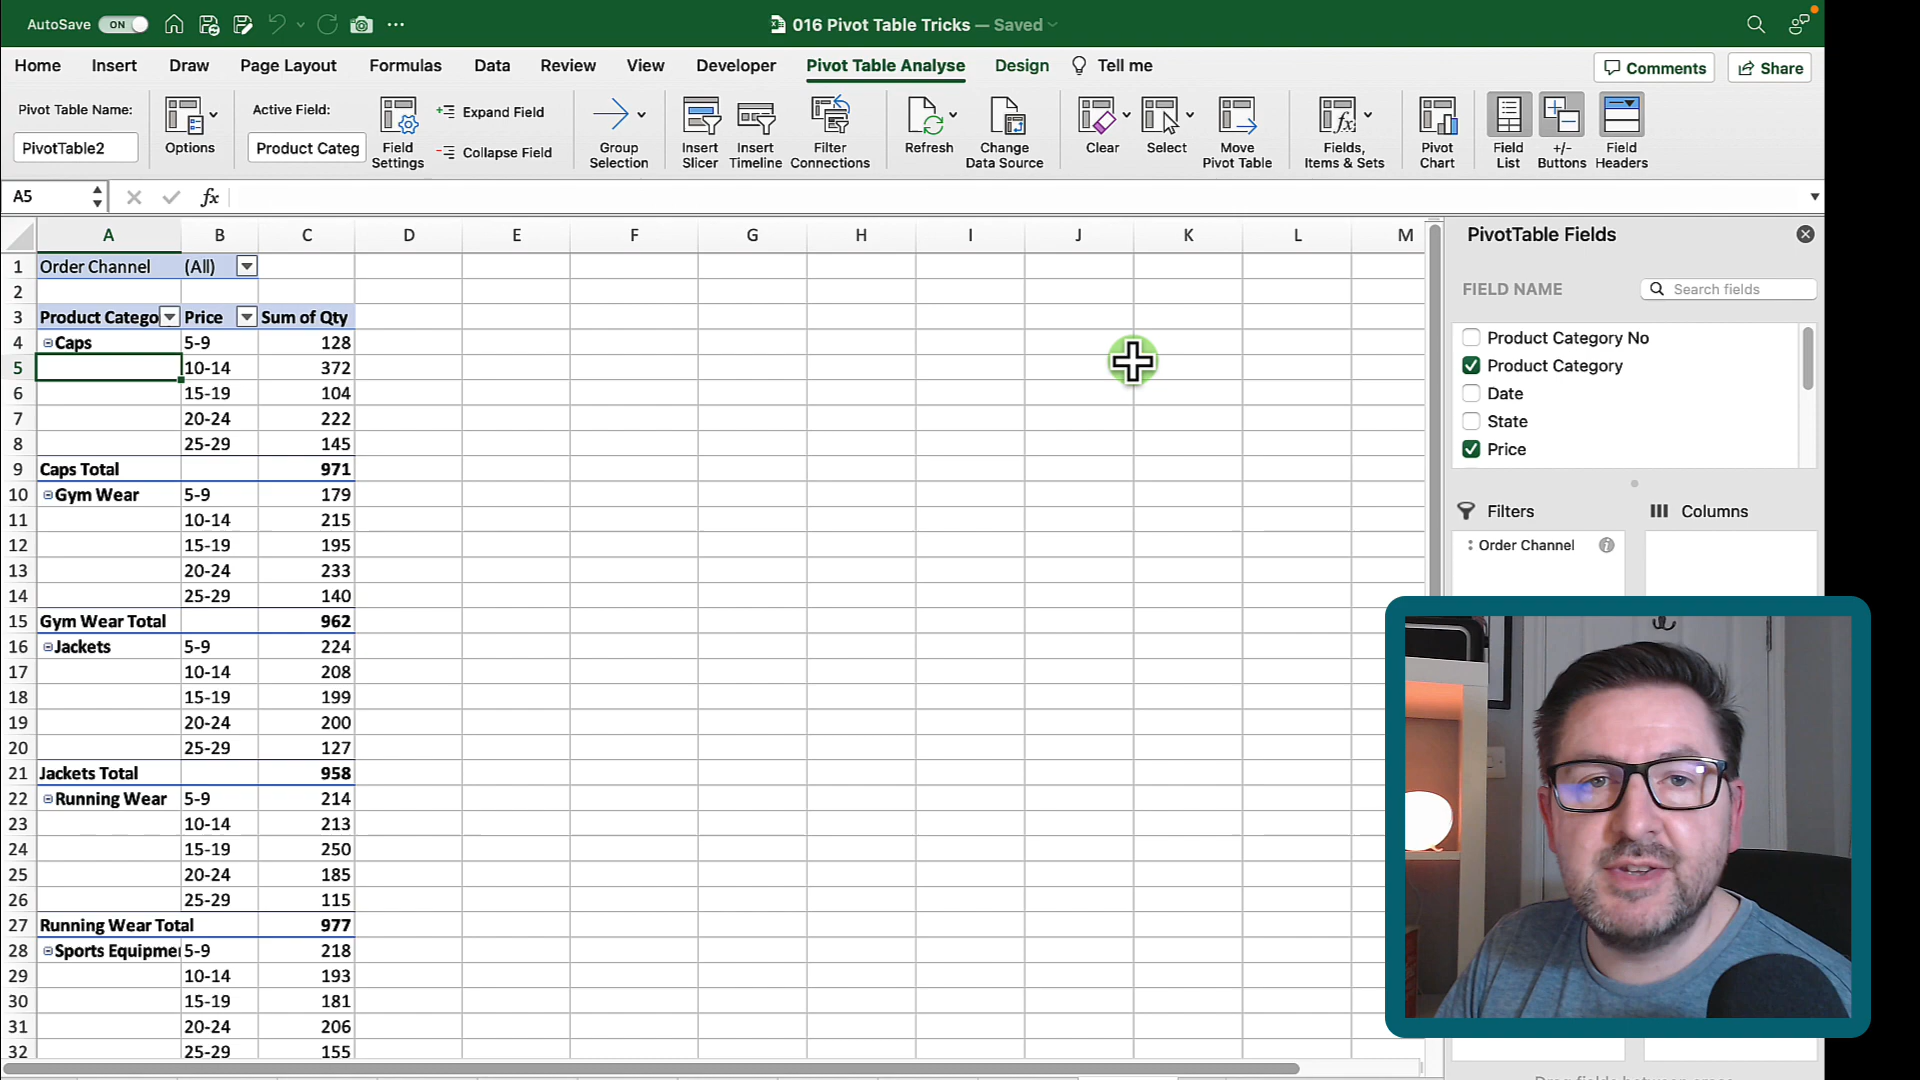 AutoSave ON 016 Pivot Table Tricks — Saved
Home Insert Draw Page Layout Formulas Data Review View Developer Pivot Table Analyse Design Tell me Comments Share
Pivot Table Name:
PivotTable2
Options
Active Field:
Product Categ
Field
Settings
Expand Field
Collapse Field
Group
Selection
Insert
Slicer
Insert
Timeline
Filter
Connections
Refresh
Change
Data Source
Clear
Select
Move
Pivot Table
Fields,
Items & Sets
Pivot
Chart
Field
List
+/-
Buttons
Field
Headers
A5 fx
A B C D E F G H I J K L M
1 Order Channel (All)
2
3 Product Catego Price Sum of Qty
4 Caps 5-9 128
5 10-14 372
6 15-19 104
7 20-24 222
8 25-29 145
9 Caps Total 971
10 Gym Wear 5-9 179
11 10-14 215
12 15-19 195
13 20-24 233
14 25-29 140
15 Gym Wear Total 962
16 Jackets 5-9 224
17 10-14 208
18 15-19 199
19 20-24 200
20 25-29 127
21 Jackets Total 958
22 Running Wear 5-9 214
23 10-14 213
24 15-19 250
25 20-24 185
26 25-29 115
27 Running Wear Total 977
28 Sports Equipme 5-9 218
29 10-14 193
30 15-19 181
31 20-24 206
32 25-29 155
PivotTable Fields
FIELD NAME Search fields
Product Category No
Product Category
Date
State
Price
Filters Columns
Order Channel
Drag fields between areas